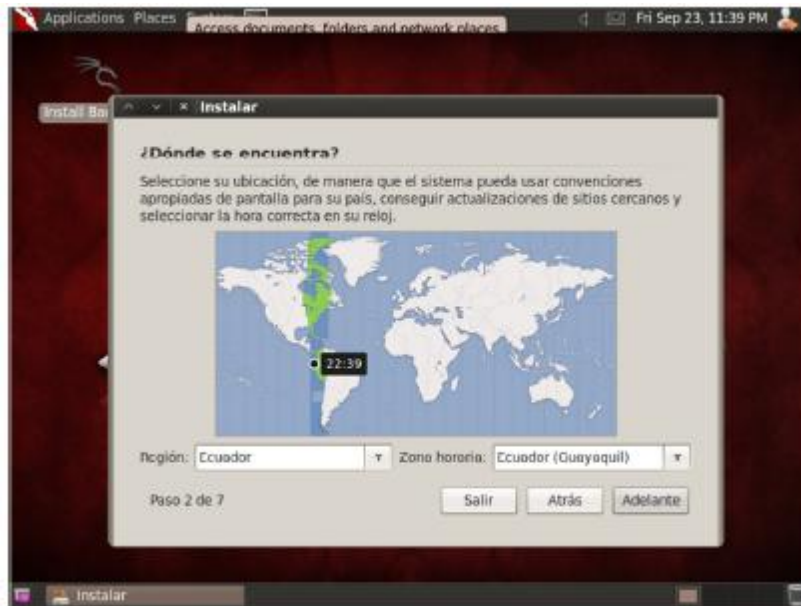 Applications Places
Access documents, folders and network places
Fri Sep 23, 11:39 PM
Install
Instalar
¿Dónde se encuentra?
Seleccione su ubicación, de manera que el sistema pueda usar convenciones
apropiadas de pantalla para su país, conseguir actualizaciones de sitios cercanos y
seleccionar la hora correcta en su reloj.
22:39
Región: Ecuador Zona horaria: Ecuador (Guayaquil)
Paso 2 de 7 Salir Atrás Adelante
Instalar